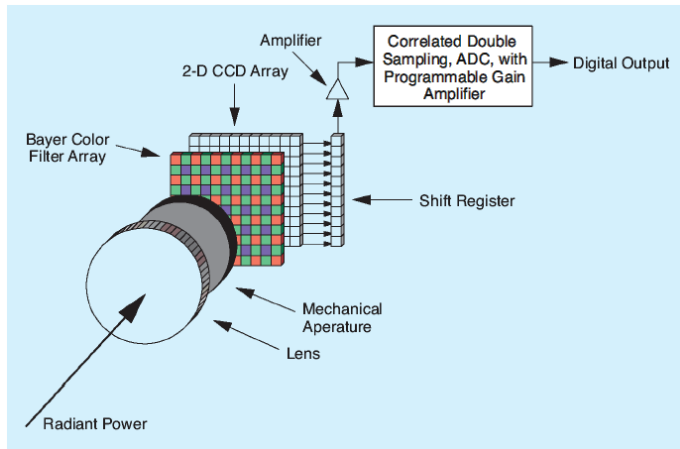 Amplifier
2-D CCD Array
Bayer Color
Filter Array
Correlated Double
Sampling, ADC, with
Programmable Gain
Amplifier
Digital Output
Shift Register
Mechanical
Aperature
Lens
Radiant Power